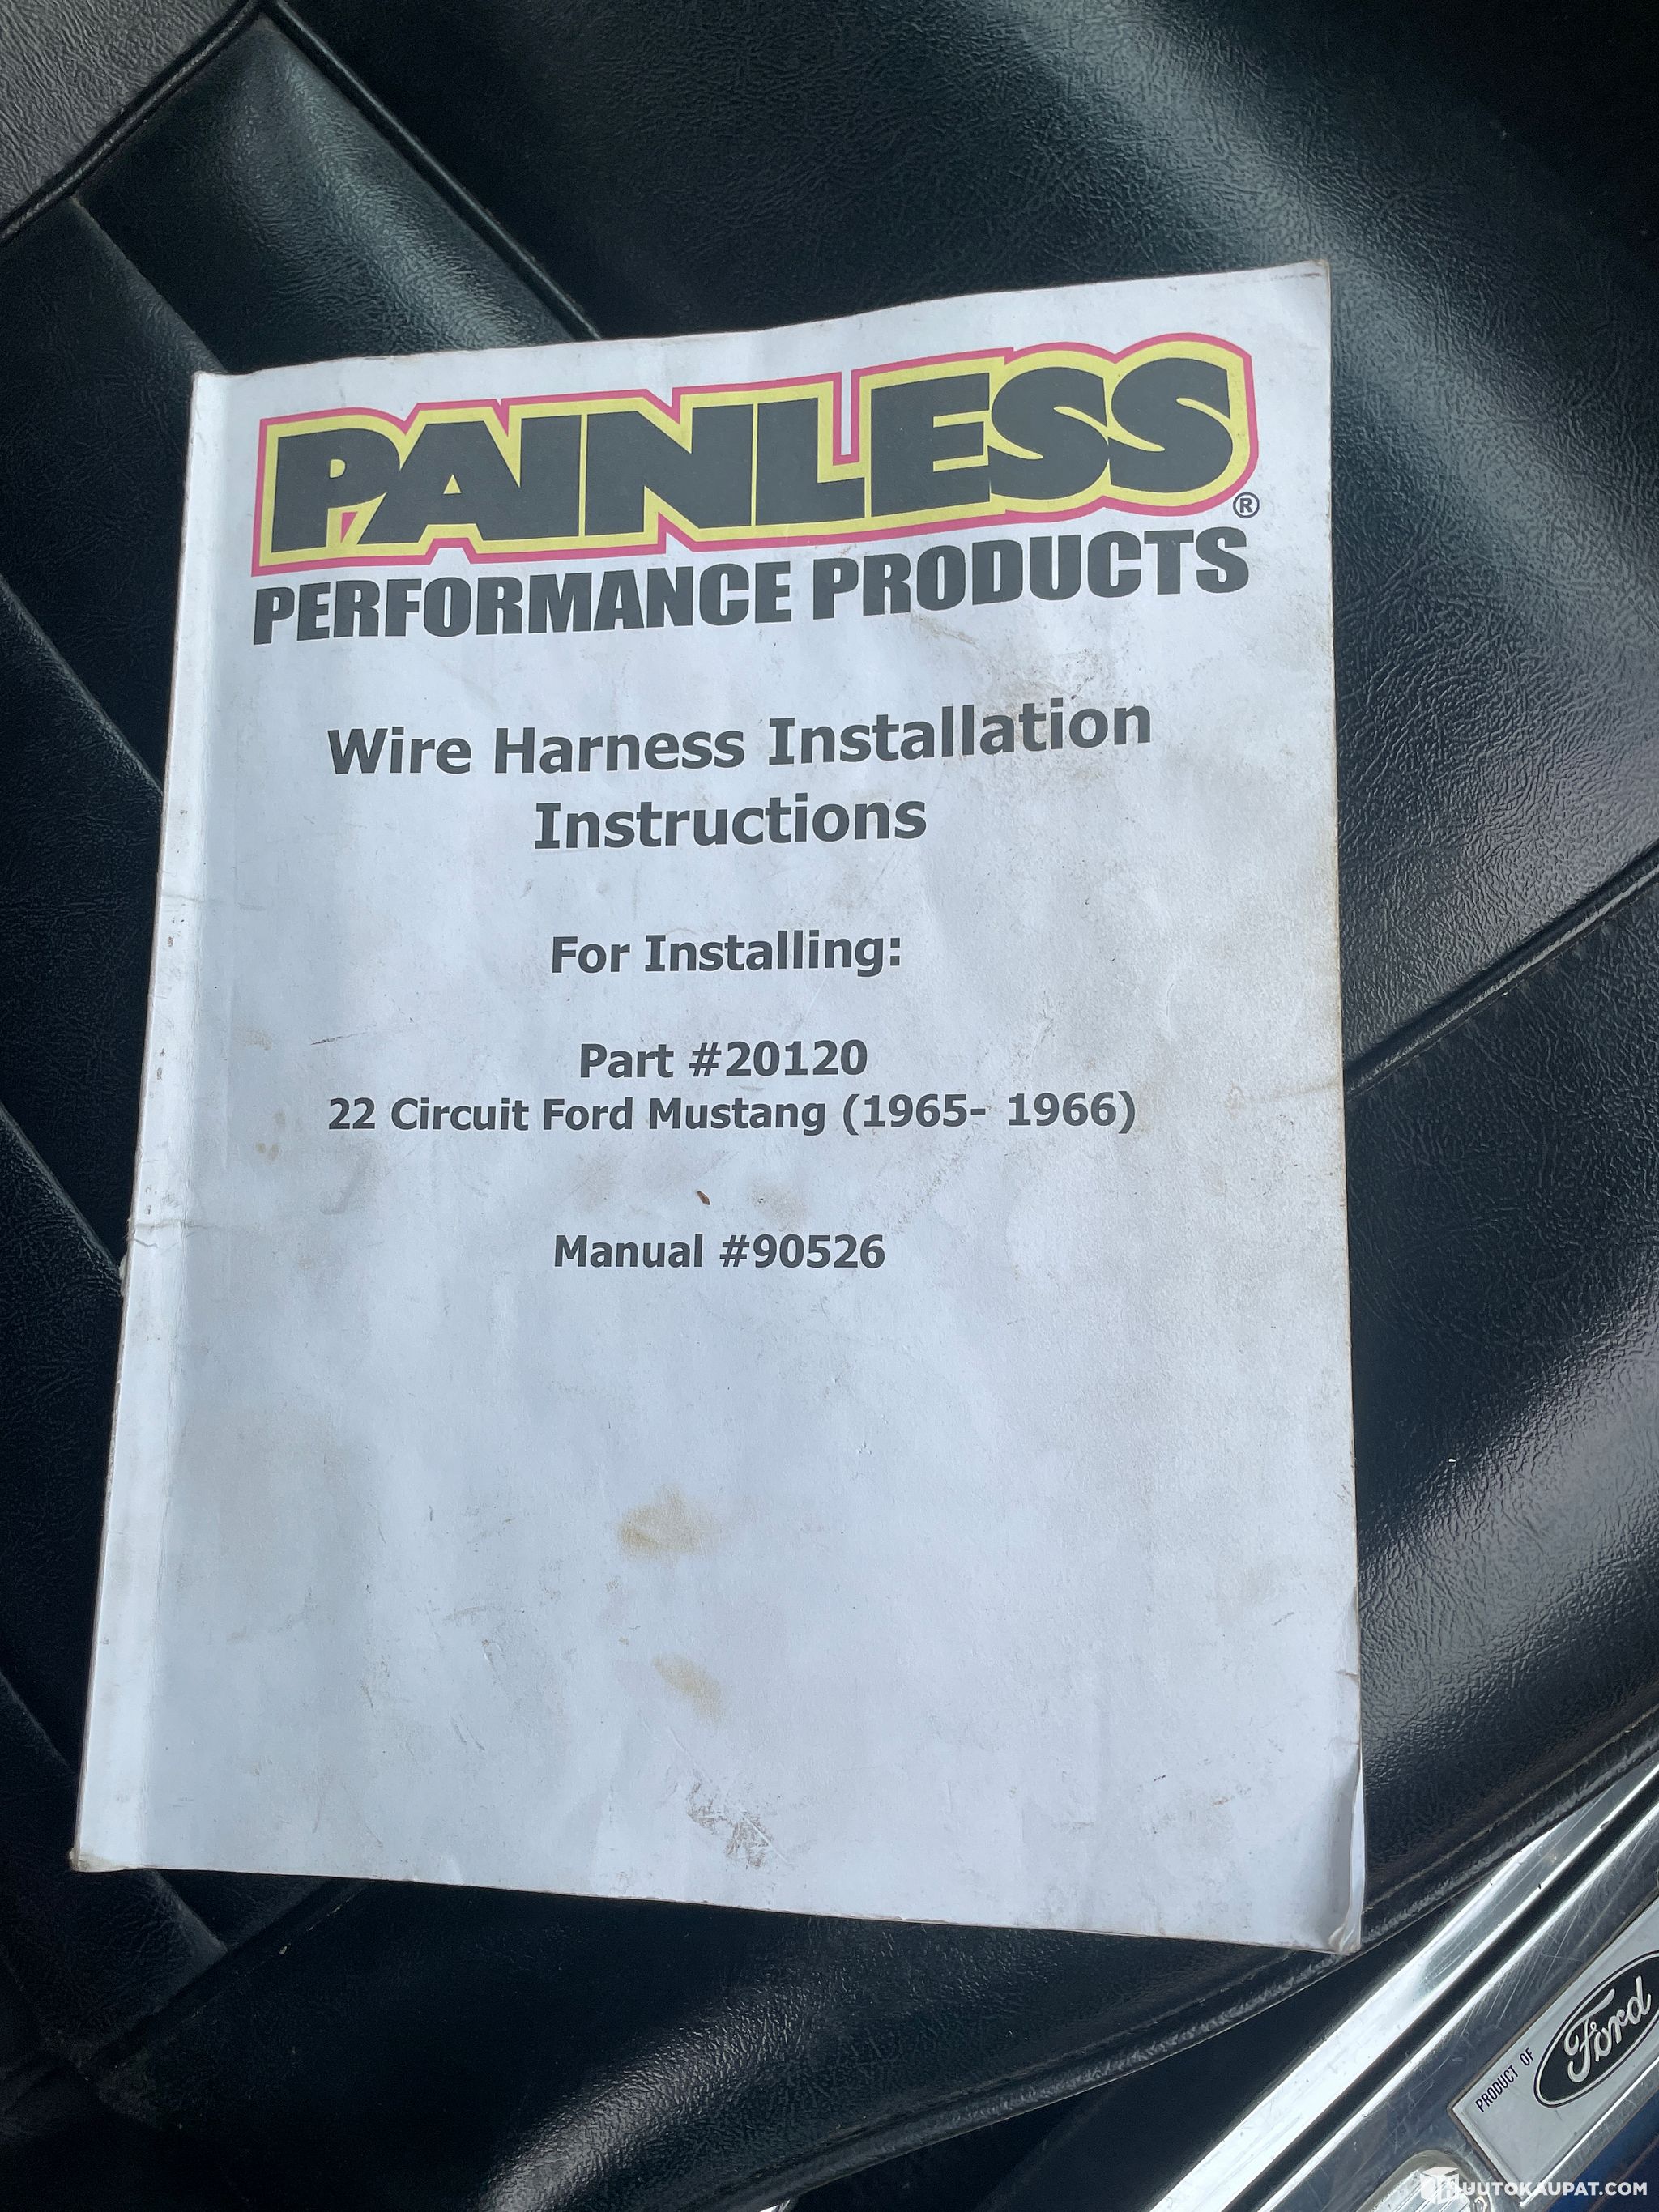 PAINLESS®
PERFORMANCE PRODUCTS
Wire Harness Installation
Instructions
For Installing:
Part #20120
22 Circuit Ford Mustang (1965- 1966)
Manual #90526
PRODUCT OF Ford
UUTOKAUPAT.COM